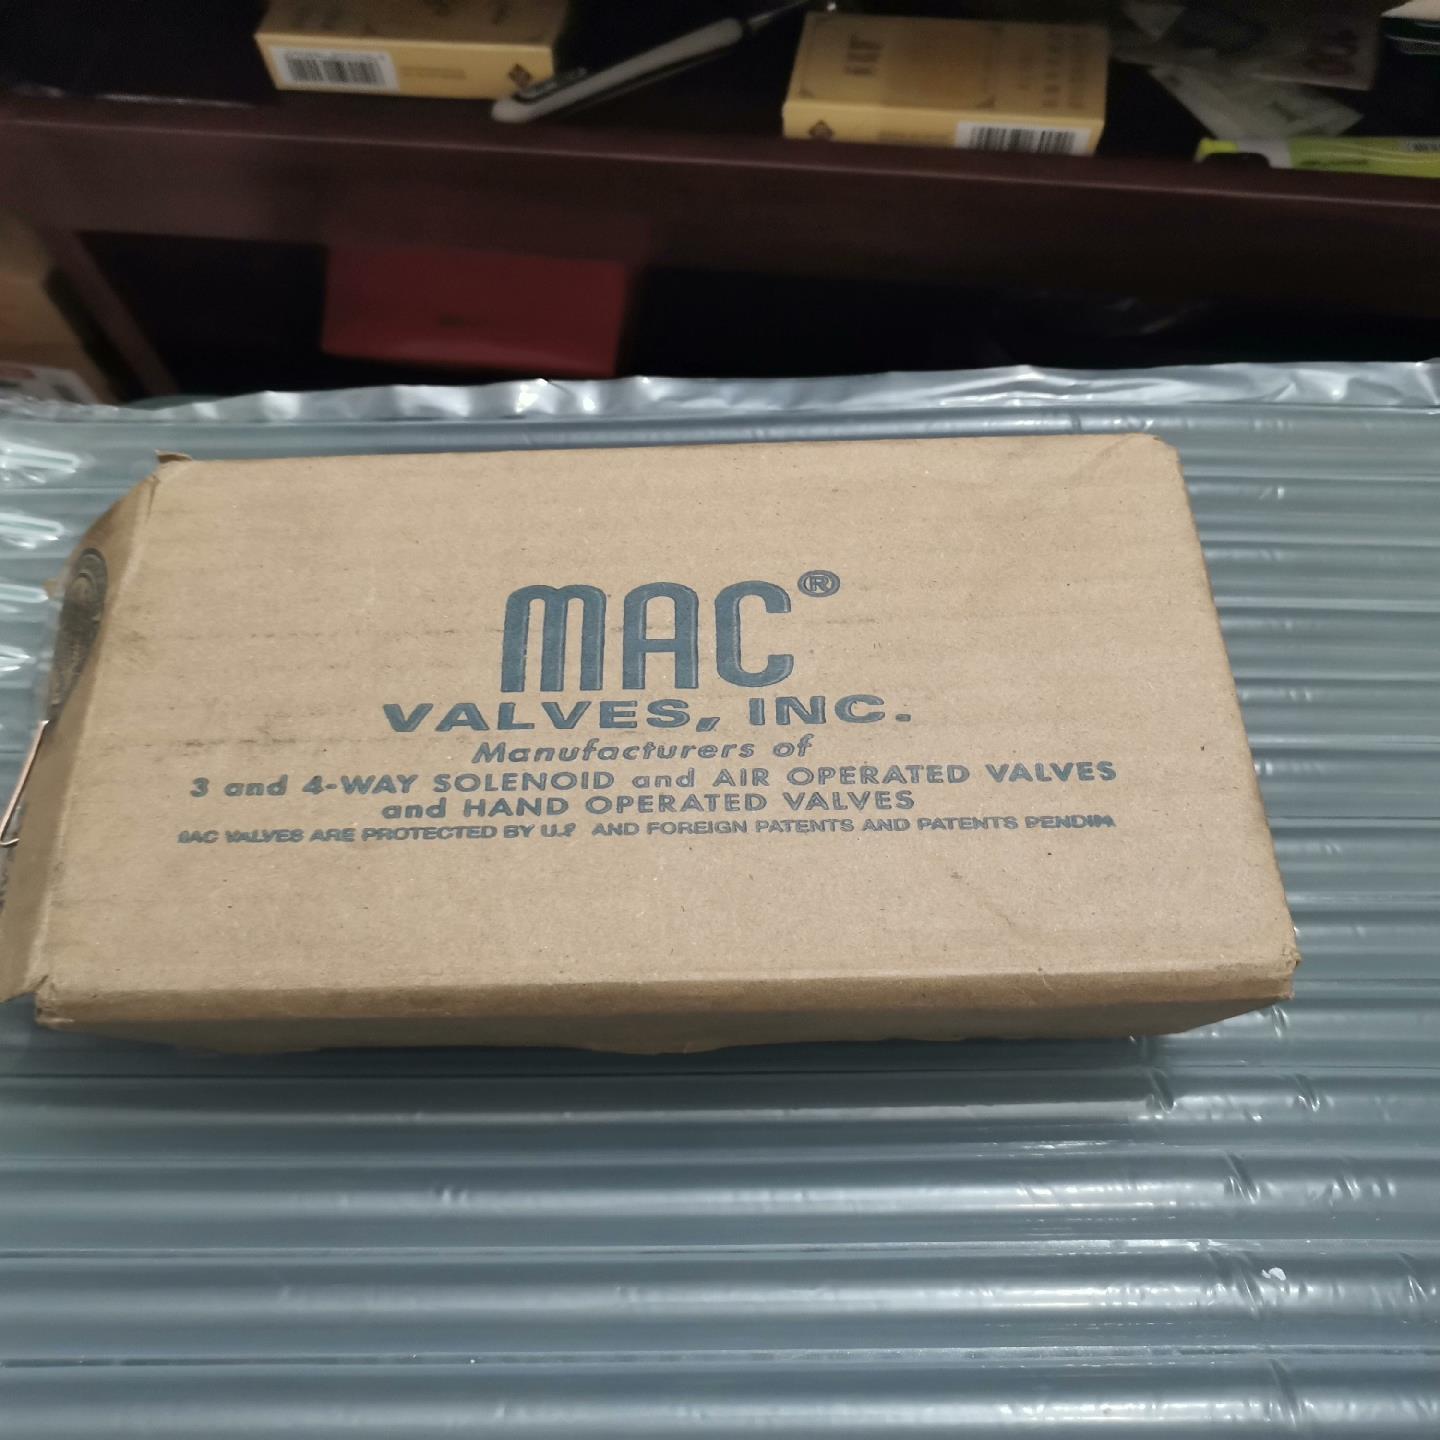 MAC®
VALVES, INC.
Manufacturers of
3 and 4-WAY SOLENOID and AIR OPERATED VALVES
and HAND OPERATED VALVES
MAC VALVES ARE PROTECTED BY U.S AND FOREIGN PATENTS AND PATENTS PENDIN